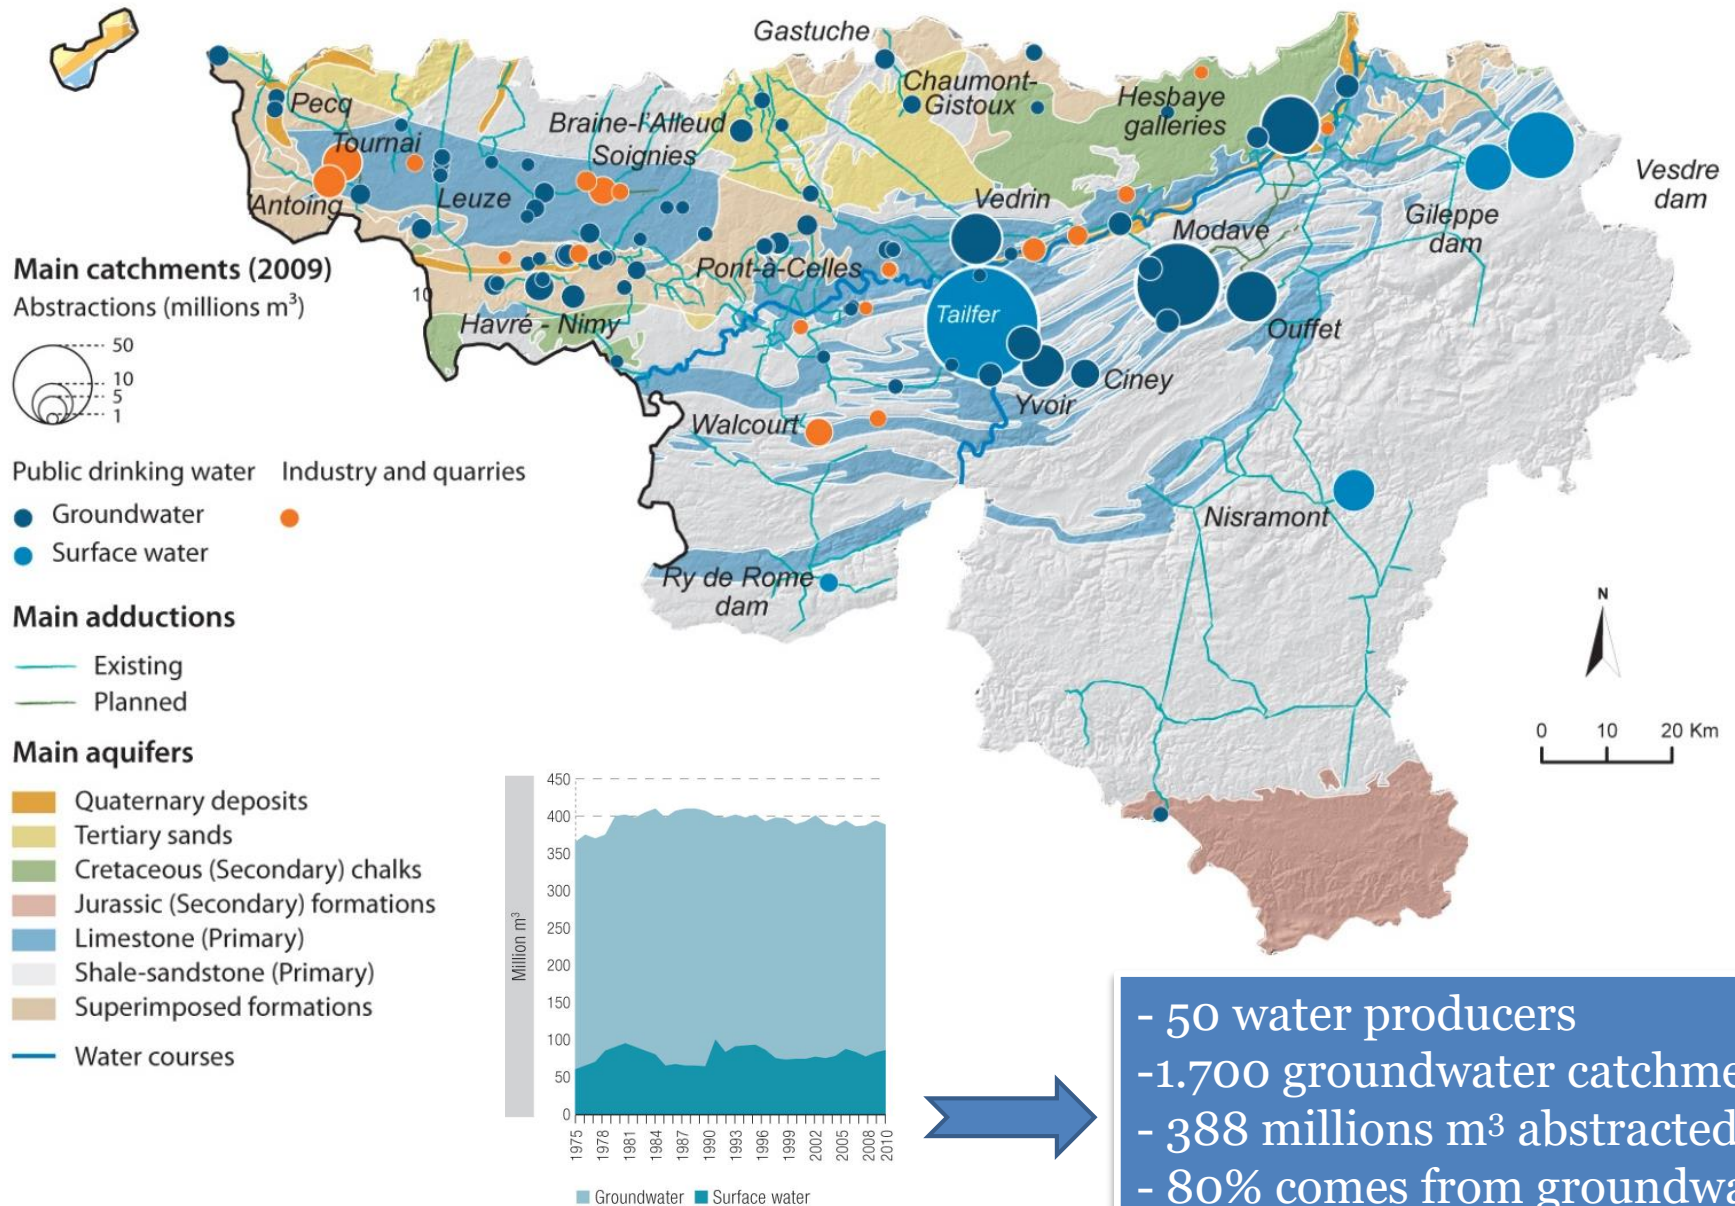 Gastuche
Chaumont-
Gistoux
Hesbaye
galleries
Pecq
Tournai
Braine-l'Alleud
Soignies
Antoing
Leuze
Vedrin
Modave
Gileppe
dam
Vesdre
dam
Pont-à-Celles
10
Havré - Nimy
Tailfer
Ouffet
Ciney
Yvoir
Walcourt
Nisramont
Ry de Rome
dam
Main catchments (2009)
Abstractions (millions m³)
50
10
5
1
Public drinking water
Industry and quarries
Groundwater
Surface water
Main adductions
Existing
Planned
Main aquifers
Quaternary deposits
Tertiary sands
Cretaceous (Secondary) chalks
Jurassic (Secondary) formations
Limestone (Primary)
Shale-sandstone (Primary)
Superimposed formations
Water courses
N
0 10 20 Km
Million m³
450
400
350
300
250
200
150
100
50
0
1975 1978 1981 1984 1987 1990 1993 1996 1999 2002 2005 2008 2010
Groundwater Surface water
- 50 water producers
-1.700 groundwater catchme
- 388 millions m³ abstracted
- 80% comes from groundwa